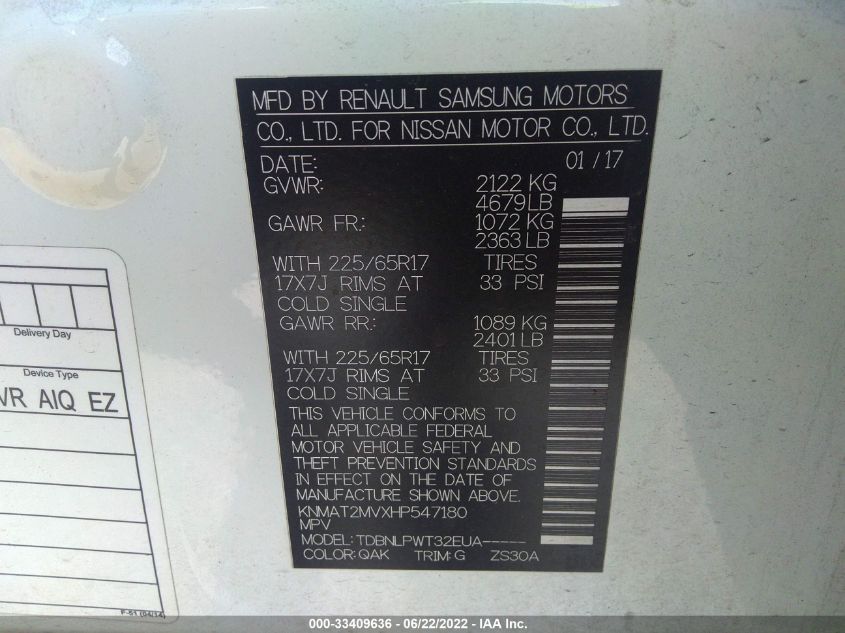 MFD BY RENAULT SAMSUNG MOTORS
CO., LTD. FOR NISSAN MOTOR CO., LTD.
DATE: 01 / 17
GVWR: 2122 KG
4679LB
GAWR FR.: 1072 KG
2363 LB
WITH 225/65R17 TIRES
17X7J RIMS AT 33 PSI
COLD SINGLE
GAWR RR.: 1089 KG
2401 LB
WITH 225/65R17 TIRES
17X7J RIMS AT 33 PSI
COLD SINGLE
THIS VEHICLE CONFORMS TO
ALL APPLICABLE FEDERAL
MOTOR VEHICLE SAFETY AND
THEFT PREVENTION STANDARDS
IN EFFECT ON THE DATE OF
MANUFACTURE SHOWN ABOVE.
KNMAT2MVXHP547180
MPV
MODEL: TDBNLPWT32EUA-----
COLOR: QAK TRIM: G ZS30A
Delivery Day
Device Type
VR AIQ EZ
F-51 (04/14)
000-33409636 - 06/22/2022 - IAA Inc.